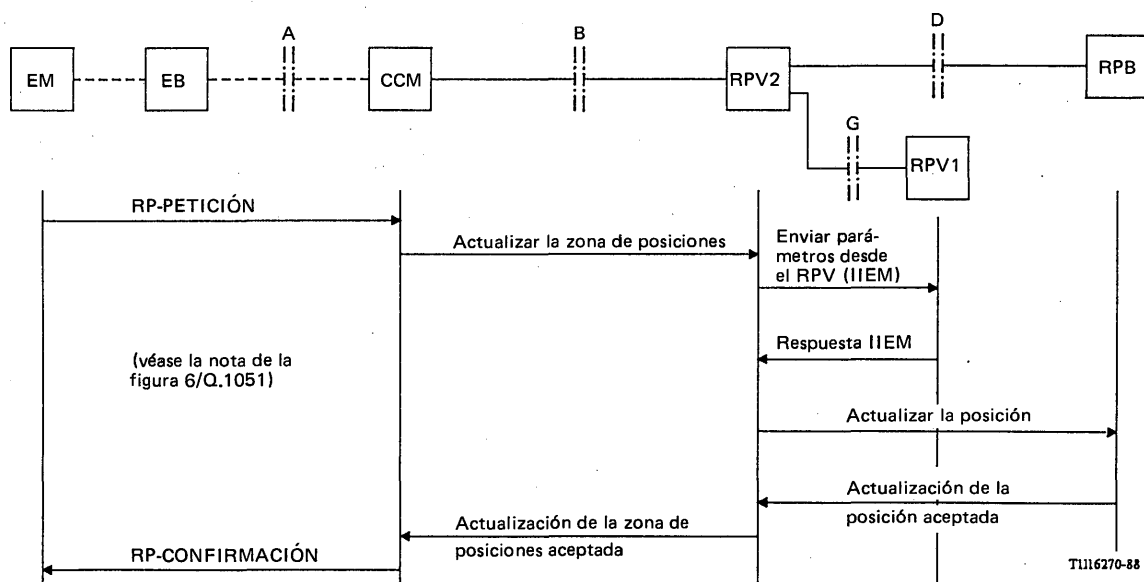 A
B
D
EM
EB
CCM
RPV2
RPB
G
RPV1
RP-PETICIÓN
Actualizar la zona de posiciones
Enviar pará-
metros desde
el RPV (IIEM)
Respuesta IIEM
(véase la nota de la
figura 6/Q.1051)
Actualizar la posición
Actualización de la
posición aceptada
Actualización de la zona de
posiciones aceptada
RP-CONFIRMACIÓN
T1116270-88